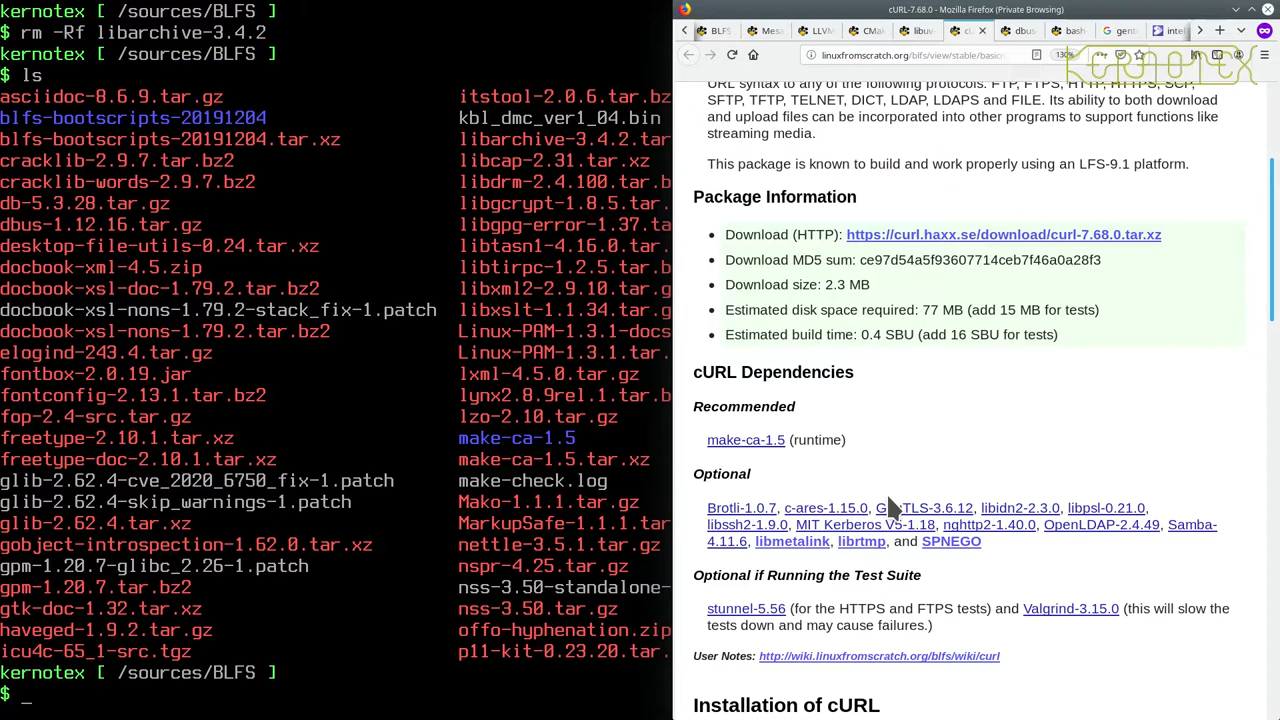 kernotex [ /sources/BLFS ]
$ rm -Rf libarchive-3.4.2
kernotex [ /sources/BLFS ]
$ ls
asciidoc-8.6.9.tar.gz
blfs-bootscripts-20191204
blfs-bootscripts-20191204.tar.xz
cracklib-2.9.7.tar.bz2
cracklib-words-2.9.7.bz2
db-5.3.28.tar.gz
dbus-1.12.16.tar.gz
desktop-file-utils-0.24.tar.xz
docbook-xml-4.5.zip
docbook-xsl-doc-1.79.2.tar.bz2
docbook-xsl-nons-1.79.2-stack_fix-1.patch
docbook-xsl-nons-1.79.2.tar.bz2
elogind-243.4.tar.gz
fontbox-2.0.19.jar
fontconfig-2.13.1.tar.bz2
fop-2.4-src.tar.gz
freetype-2.10.1.tar.xz
freetype-doc-2.10.1.tar.xz
glib-2.62.4-cve_2020_6750_fix-1.patch
glib-2.62.4-skip_warnings-1.patch
glib-2.62.4.tar.xz
gobject-introspection-1.62.0.tar.xz
gpm-1.20.7-glibc_2.26-1.patch
gpm-1.20.7.tar.bz2
gtk-doc-1.32.tar.xz
haveged-1.9.2.tar.gz
icu4c-65_1-src.tgz
itstool-2.0.6.tar.bz
kbl_dmc_ver1_04.bin
libarchive-3.4.2.tar
libcap-2.31.tar.xz
libdrm-2.4.100.tar.b
libgcrypt-1.8.5.tar.
libgpg-error-1.37.ta
libtasn1-4.16.0.tar.
libtirpc-1.2.5.tar.b
libxml2-2.9.10.tar.g
libxslt-1.1.34.tar.g
Linux-PAM-1.3.1-docs
Linux-PAM-1.3.1.tar.
lxml-4.5.0.tar.gz
lynx2.8.9rel.1.tar.b
lzo-2.10.tar.gz
make-ca-1.5
make-ca-1.5.tar.xz
make-check.log
Mako-1.1.1.tar.gz
MarkupSafe-1.1.1.tar
nettle-3.5.1.tar.gz
nspr-4.25.tar.gz
nss-3.50-standalone-
nss-3.50.tar.gz
offo-hyphenation.zip
p11-kit-0.23.20.tar.
kernotex [ /sources/BLFS ]
$ _
cURL-7.68.0 - Mozilla Firefox (Private Browsing)
BLFS Mesa LLVM CMak libuv cU dbus bash gent intel
linuxfromscratch.org/blfs/view/stable/basic 130%
KERNOTEX
URL syntax to any of the following protocols: FTP, FTPS, HTTP, HTTPS, SCP,
SFTP, TFTP, TELNET, DICT, LDAP, LDAPS and FILE. Its ability to both download
and upload files can be incorporated into other programs to support functions like
streaming media.
This package is known to build and work properly using an LFS-9.1 platform.
Package Information
• Download (HTTP): https://curl.haxx.se/download/curl-7.68.0.tar.xz
• Download MD5 sum: ce97d54a5f93607714ceb7f46a0a28f3
• Download size: 2.3 MB
• Estimated disk space required: 77 MB (add 15 MB for tests)
• Estimated build time: 0.4 SBU (add 16 SBU for tests)
cURL Dependencies
Recommended
make-ca-1.5 (runtime)
Optional
Brotli-1.0.7, c-ares-1.15.0, GnuTLS-3.6.12, libidn2-2.3.0, libpsl-0.21.0,
libssh2-1.9.0, MIT Kerberos V5-1.18, nghttp2-1.40.0, OpenLDAP-2.4.49, Samba-
4.11.6, libmetalink, librtmp, and SPNEGO
Optional if Running the Test Suite
stunnel-5.56 (for the HTTPS and FTPS tests) and Valgrind-3.15.0 (this will slow the
tests down and may cause failures.)
User Notes: http://wiki.linuxfromscratch.org/blfs/wiki/curl
Installation of cURL